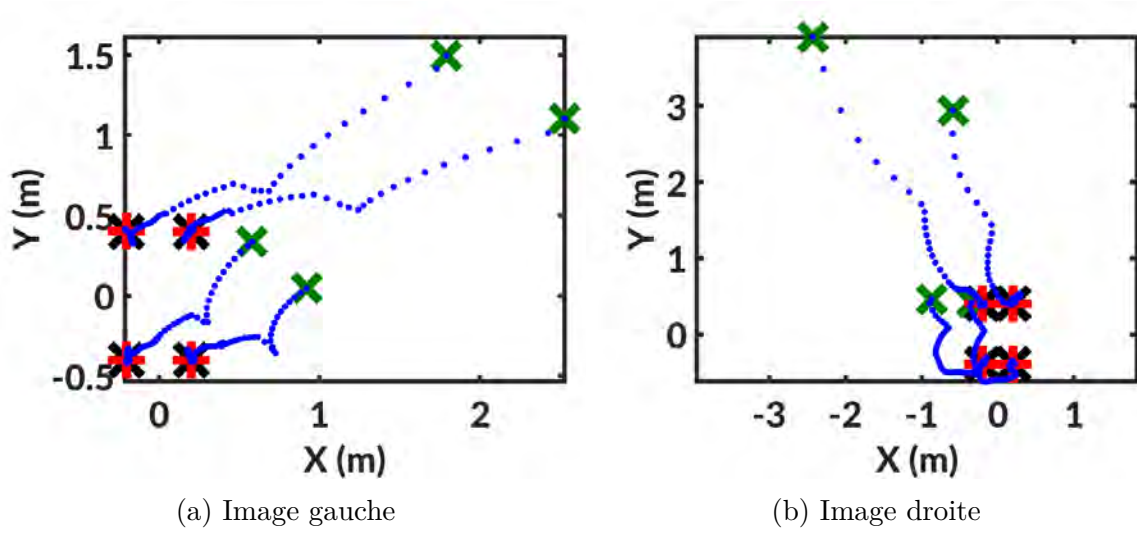 1.5
1
0.5
0
-0.5
Y (m)
0 1 2
X (m)
(a) Image gauche
3
2
1
0
Y (m)
-3 -2 -1 0 1
X (m)
(b) Image droite